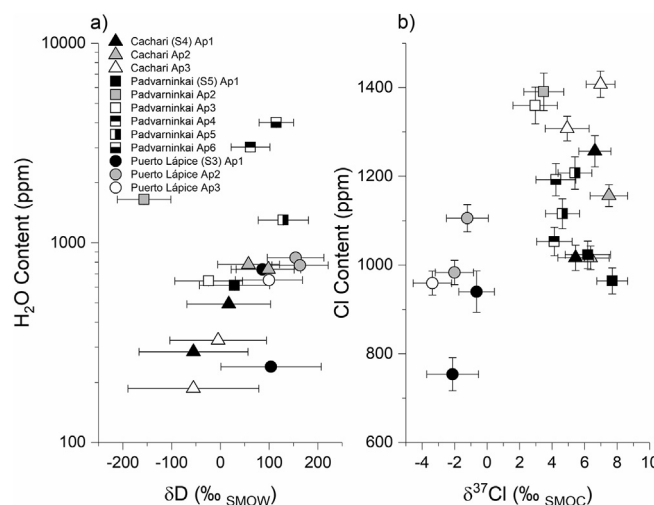 a)
b)
10000
1000
100
H₂O Content (ppm)
Cachari (S4) Ap1
Cachari Ap2
Cachari Ap3
Padvarninkai (S5) Ap1
Padvarninkai Ap2
Padvarninkai Ap3
Padvarninkai Ap4
Padvarninkai Ap5
Padvarninkai Ap6
Puerto Lápice (S3) Ap1
Puerto Lápice Ap2
Puerto Lápice Ap3
-200 -100 0 100 200
δD (‰ SMOW)
1400
1200
1000
800
600
Cl Content (ppm)
-4 -2 0 2 4 6 8 10
δ³⁷Cl (‰ SMOC)